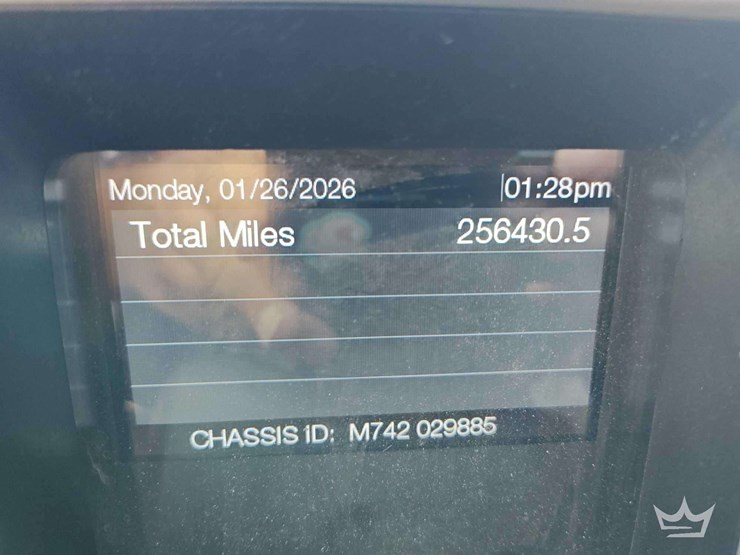 Monday, 01/26/2026 01:28pm
Total Miles 256430.5
CHASSIS ID: M742 029885